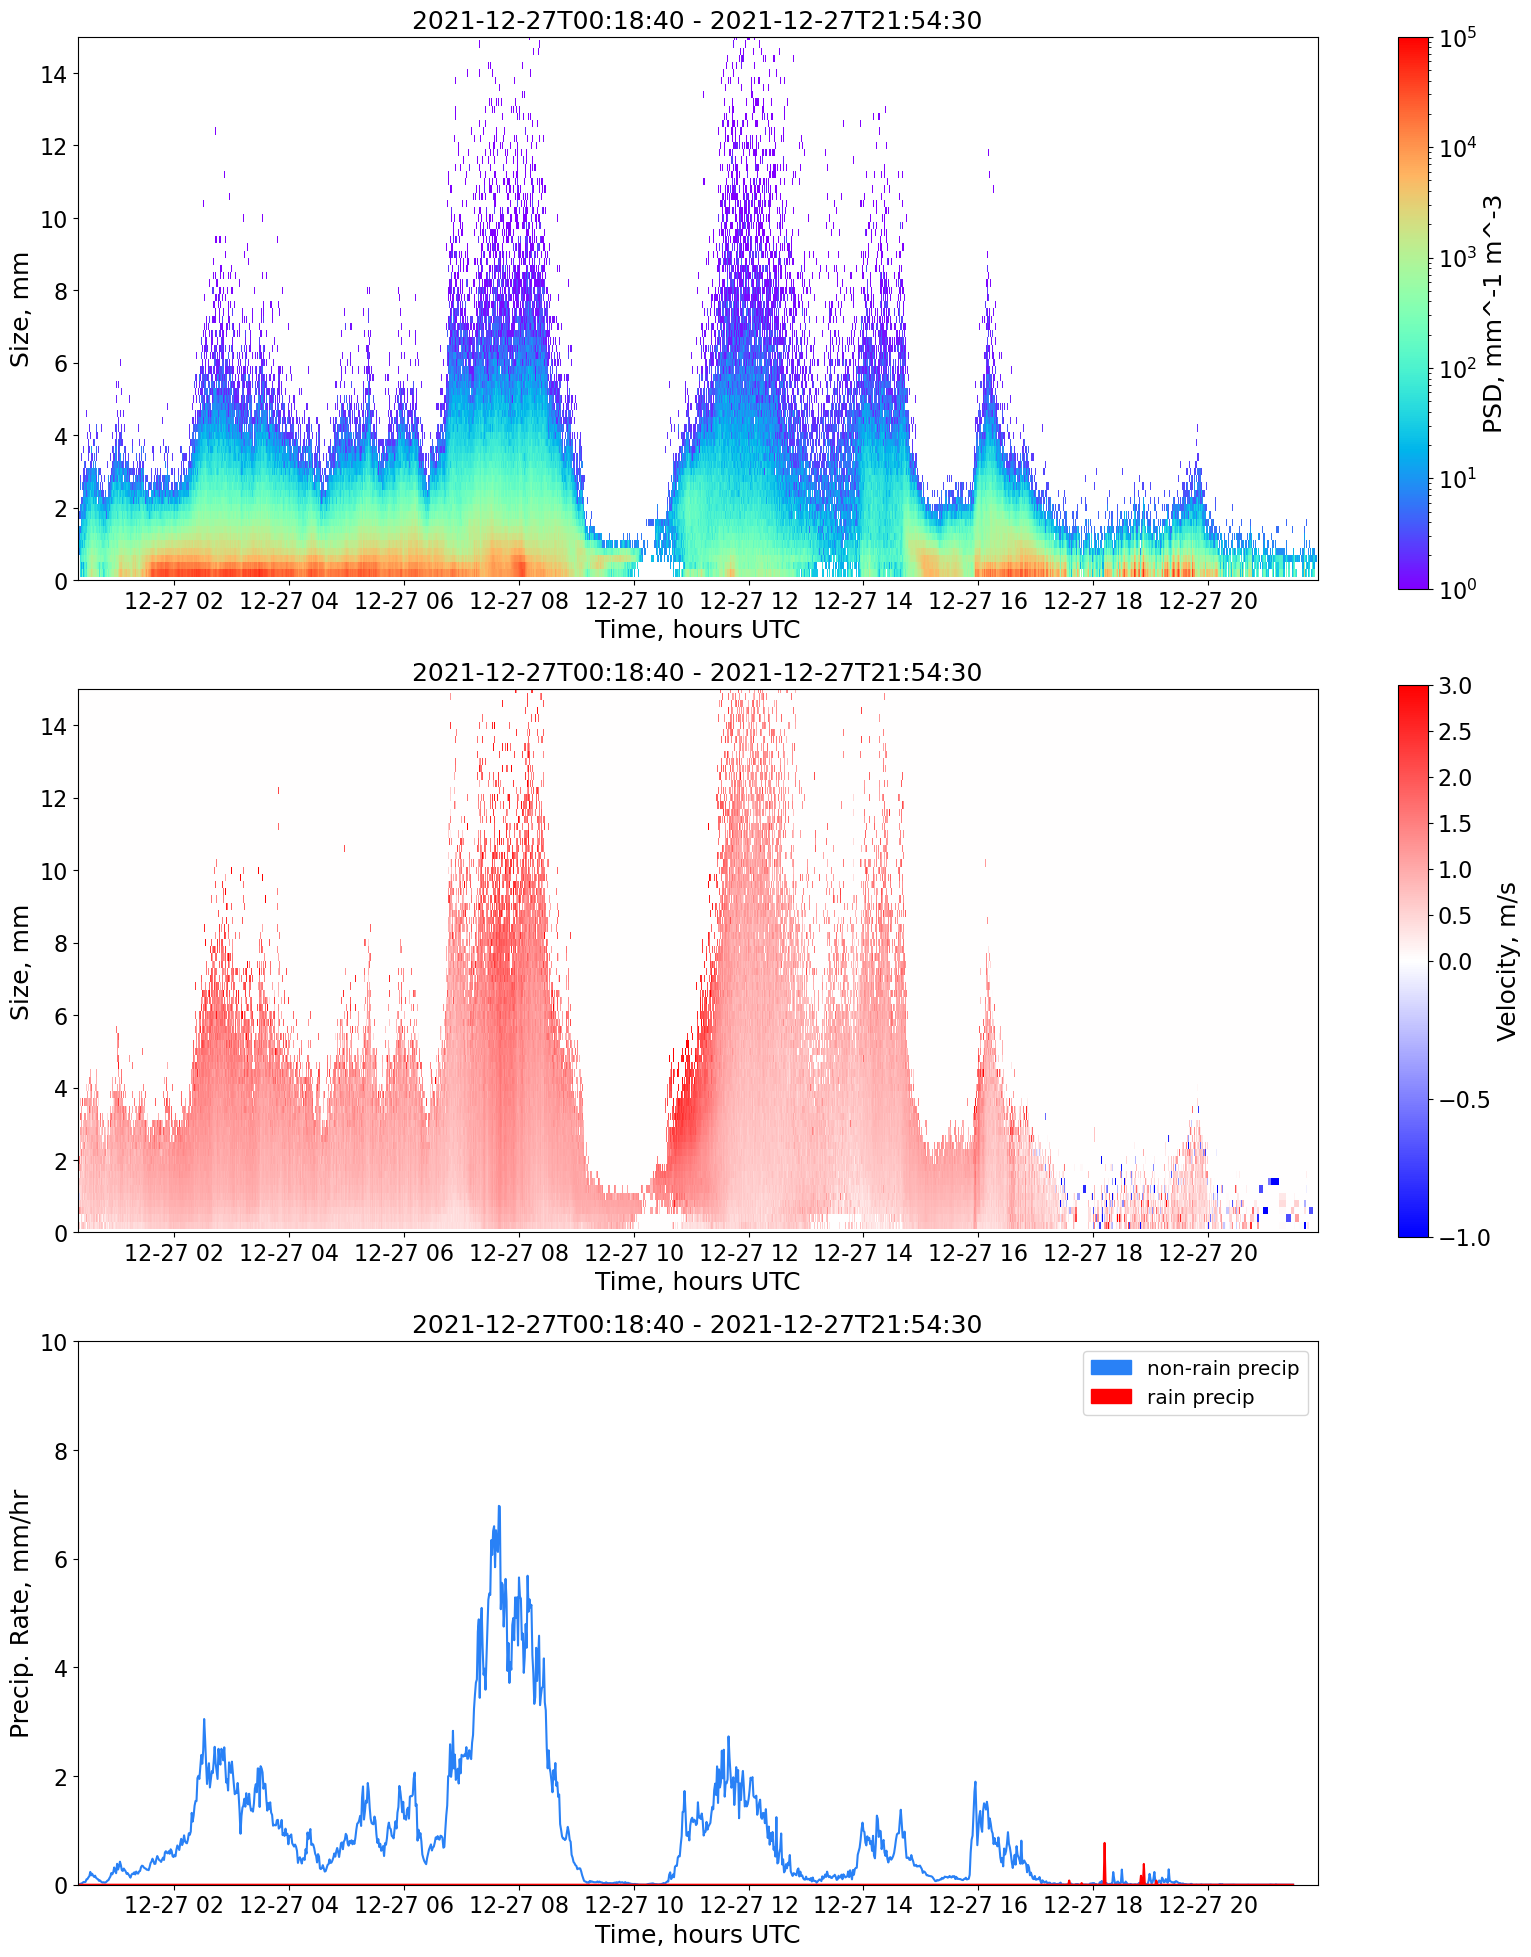 2021-12-27T00:18:40 - 2021-12-27T21:54:30
14
12
10
8
6
4
2
0
Size, mm
12-27 02 12-27 04 12-27 06 12-27 08 12-27 10 12-27 12 12-27 14 12-27 16 12-27 18 12-27 20
Time, hours UTC
10^5
10^4
10^3
10^2
10^1
10^0
PSD, mm^-1 m^-3
2021-12-27T00:18:40 - 2021-12-27T21:54:30
14
12
10
8
6
4
2
0
Size, mm
12-27 02 12-27 04 12-27 06 12-27 08 12-27 10 12-27 12 12-27 14 12-27 16 12-27 18 12-27 20
Time, hours UTC
3.0
2.5
2.0
1.5
1.0
0.5
0.0
−0.5
−1.0
Velocity, m/s
2021-12-27T00:18:40 - 2021-12-27T21:54:30
10
8
6
4
2
0
Precip. Rate, mm/hr
non-rain precip
rain precip
12-27 02 12-27 04 12-27 06 12-27 08 12-27 10 12-27 12 12-27 14 12-27 16 12-27 18 12-27 20
Time, hours UTC